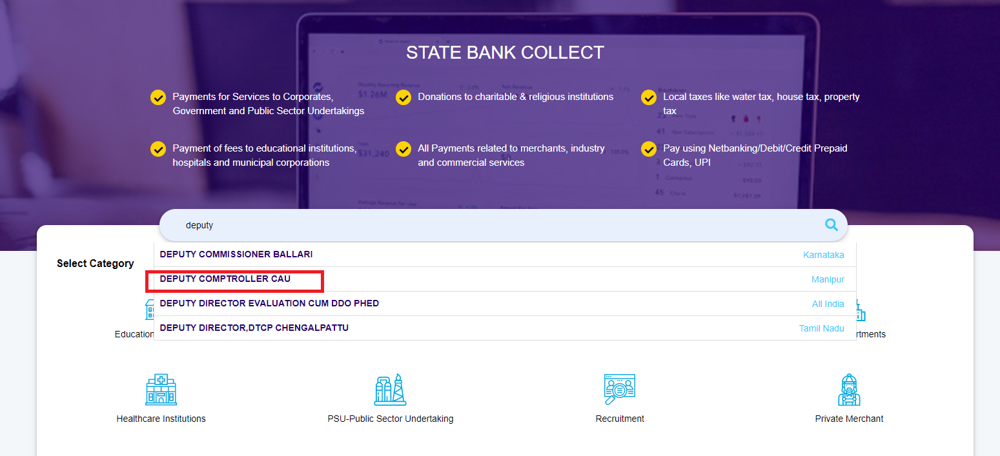 STATE BANK COLLECT
Payments for Services to Corporates,
Government and Public Sector Undertakings
Donations to charitable & religious institutions
Local taxes like water tax, house tax, property
tax
Payment of fees to educational institutions,
hospitals and municipal corporations
All Payments related to merchants, industry
and commercial services
Pay using Netbanking/Debit/Credit Prepaid
Cards, UPI
deputy
Select Category
DEPUTY COMMISSIONER BALLARI Karnataka
DEPUTY COMPTROLLER CAU Manipur
DEPUTY DIRECTOR EVALUATION CUM DDO PHED All India
DEPUTY DIRECTOR,DTCP CHENGALPATTU Tamil Nadu
Education
rtments
Healthcare Institutions
PSU-Public Sector Undertaking
Recruitment
Private Merchant